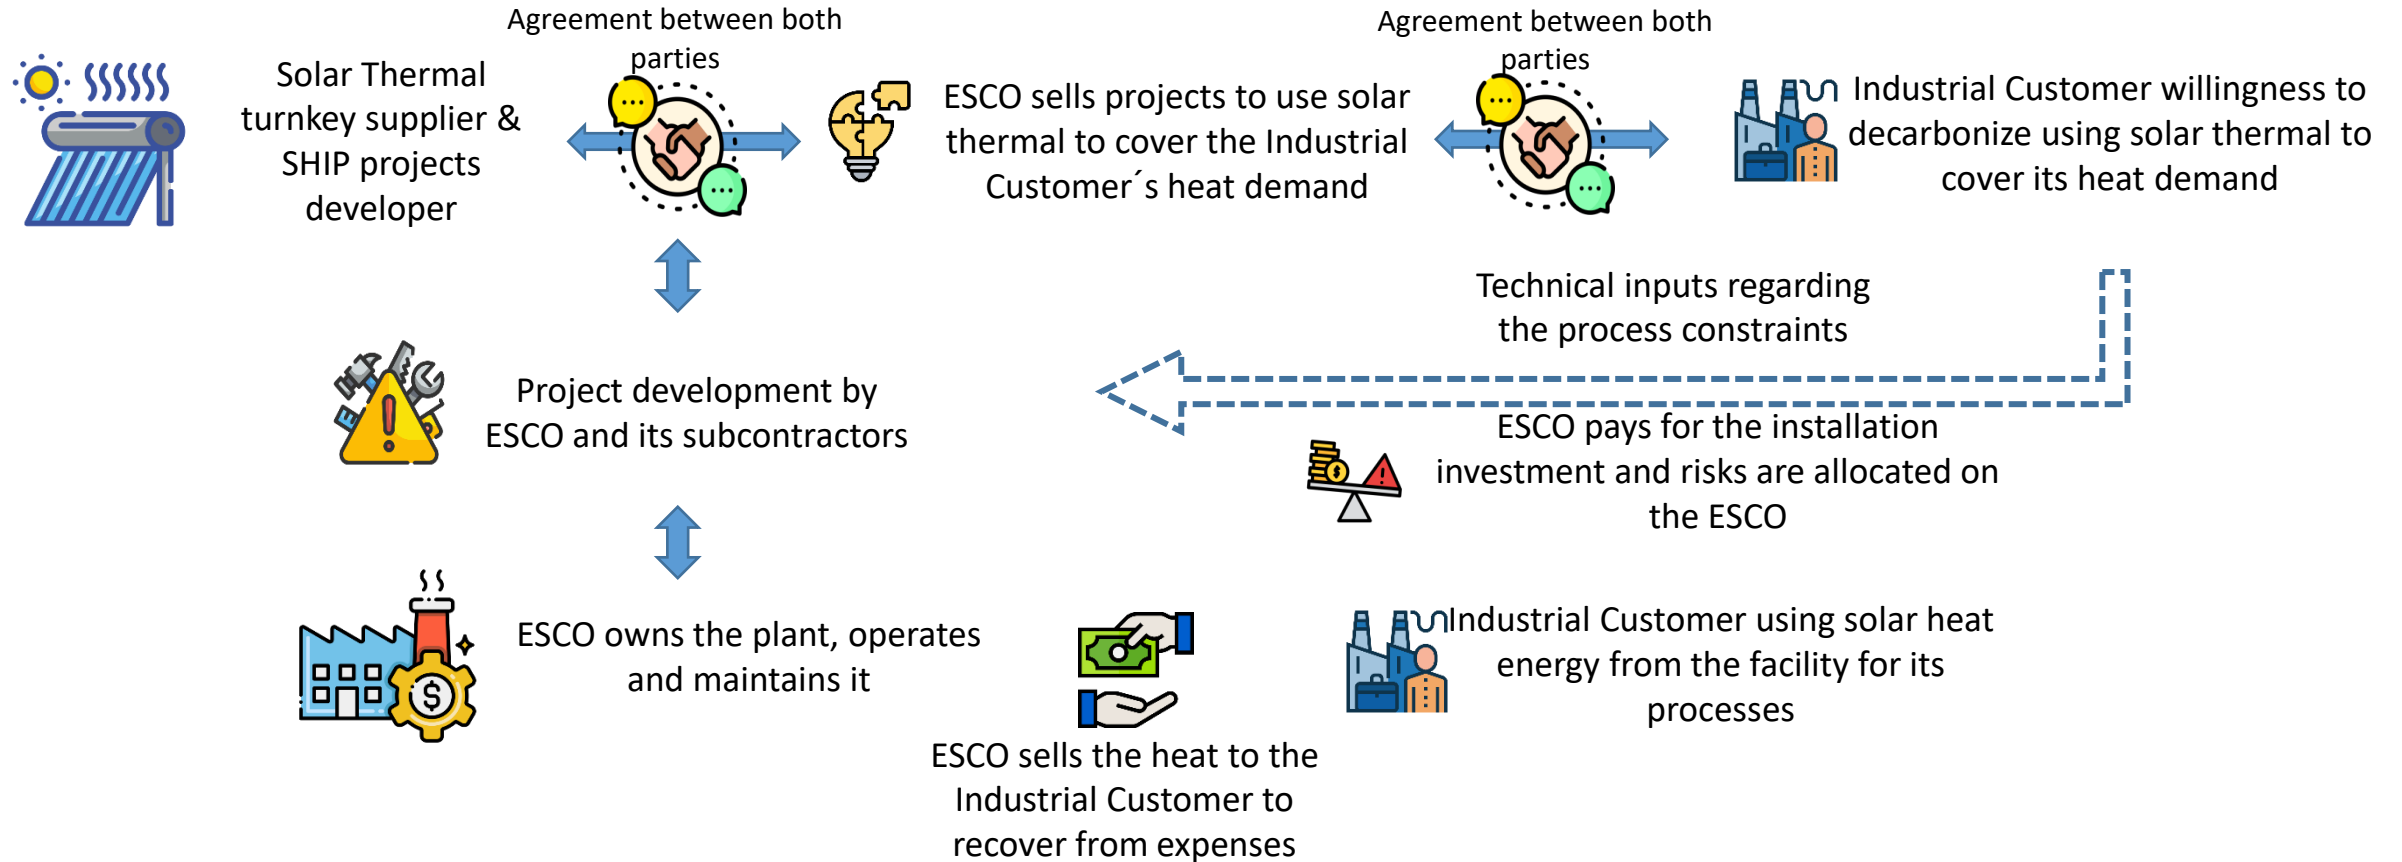 Agreement between both
parties
Agreement between both
parties
Solar Thermal
turnkey supplier &
SHIP projects
developer
ESCO sells projects to use solar
thermal to cover the Industrial
Customer´s heat demand
Industrial Customer willingness to
decarbonize using solar thermal to
cover its heat demand
Technical inputs regarding
the process constraints
Project development by
ESCO and its subcontractors
ESCO pays for the installation
investment and risks are allocated on
the ESCO
ESCO owns the plant, operates
and maintains it
Industrial Customer using solar heat
energy from the facility for its
processes
ESCO sells the heat to the
Industrial Customer to
recover from expenses